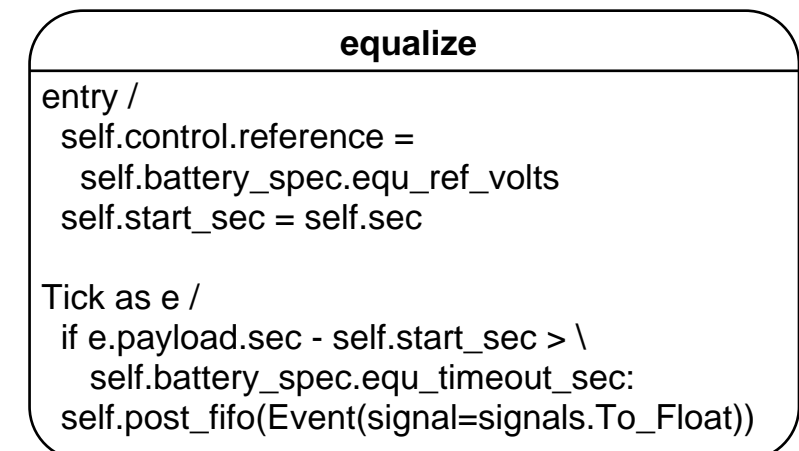 equalize
entry /
self.control.reference =
self.battery_spec.equ_ref_volts
self.start_sec = self.sec
Tick as e /
if e.payload.sec - self.start_sec > \
self.battery_spec.equ_timeout_sec:
self.post_fifo(Event(signal=signals.To_Float))